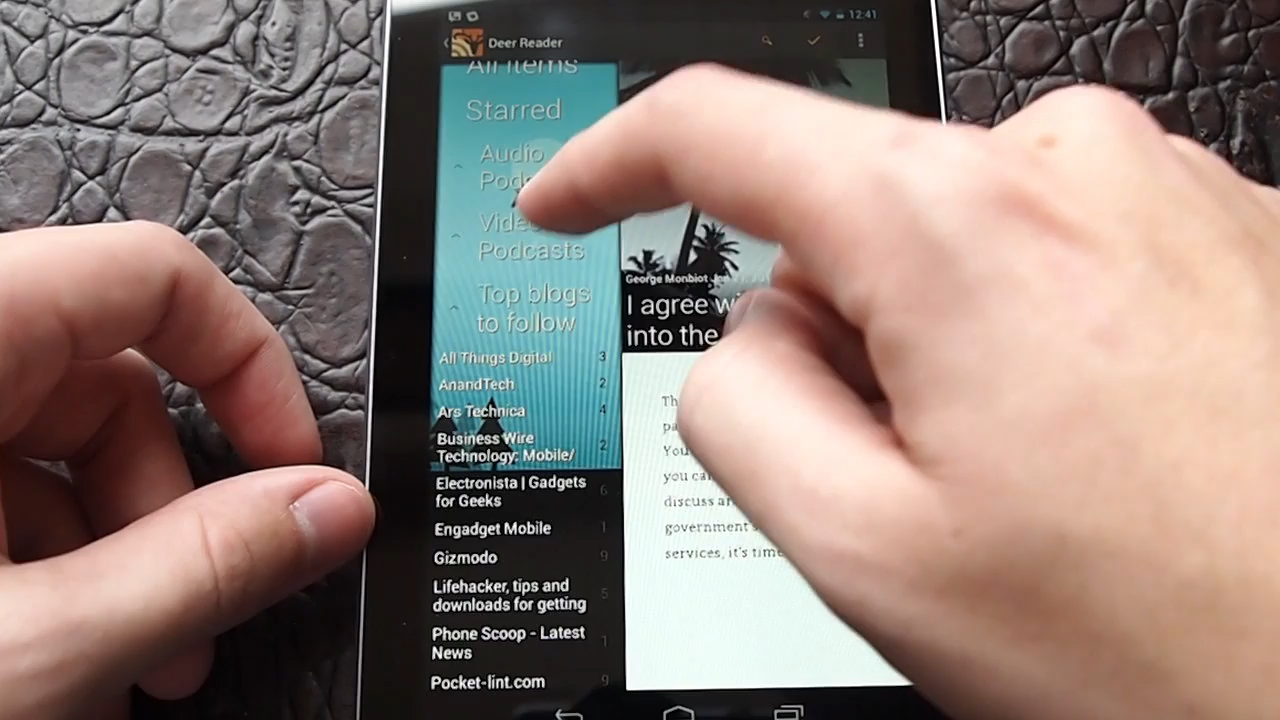 12:41
Deer Reader
All items
Starred
Audio
Video
Podcasts
Top blogs
to follow
All Things Digital 3
AnandTech 2
Ars Technica 4
Business Wire
Technology: Mobile/ 2
Electronista | Gadgets
for Geeks 6
Engadget Mobile 1
Gizmodo 9
Lifehacker, tips and
downloads for getting 5
Phone Scoop - Latest
News 1
Pocket-lint.com 9
George Monbiot
I agree
into the
you
discuss
government's
services, it's time